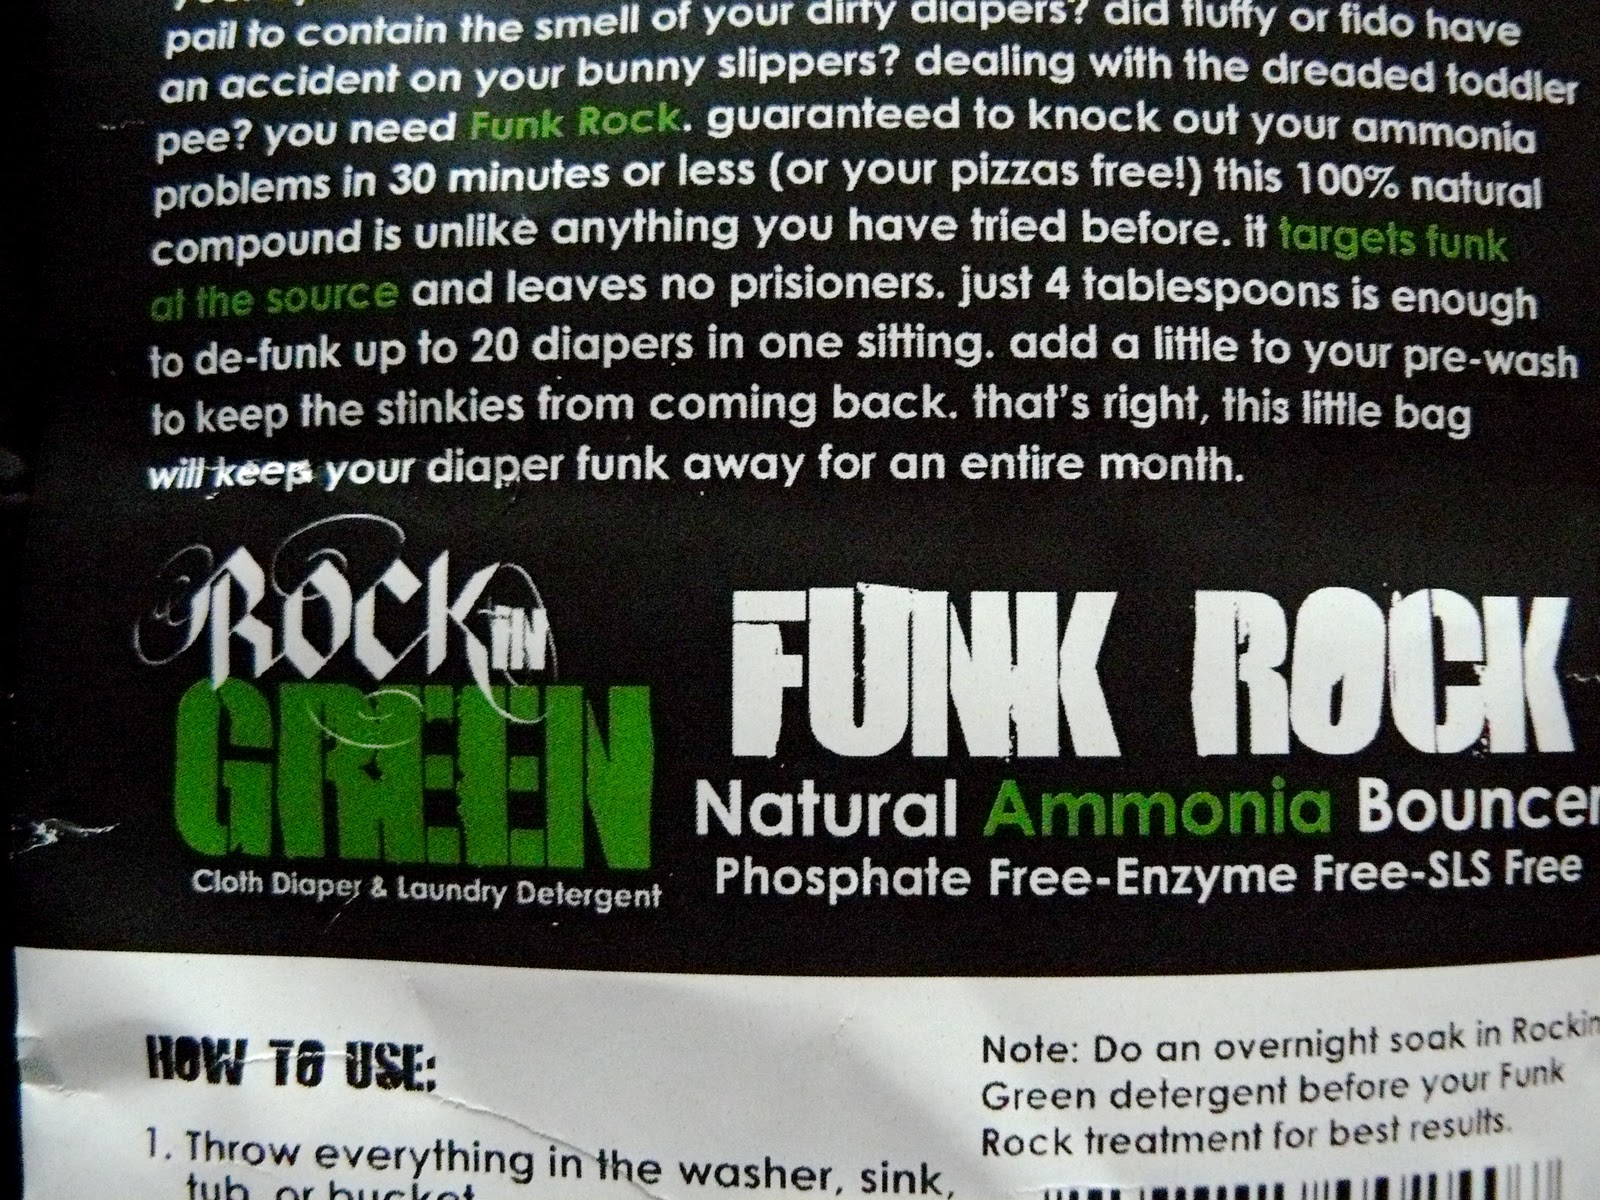 pail to contain the smell of your dirty diapers? did fluffy or fido have
an accident on your bunny slippers? dealing with the dreaded toddler
pee? you need Funk Rock. guaranteed to knock out your ammonia
problems in 30 minutes or less (or your pizzas free!) this 100% natural
compound is unlike anything you have tried before. it targets funk
at the source and leaves no prisioners. just 4 tablespoons is enough
to de-funk up to 20 diapers in one sitting. add a little to your pre-wash
to keep the stinkies from coming back. that's right, this little bag
will keep your diaper funk away for an entire month.
ROCK IN
GREEN
Cloth Diaper & Laundry Detergent
FUNK ROCK
Natural Ammonia Bouncer
Phosphate Free-Enzyme Free-SLS Free
HOW TO USE:
1. Throw everything in the washer, sink,
tub, or bucket
Note: Do an overnight soak in Rockin
Green detergent before your Funk
Rock treatment for best results.